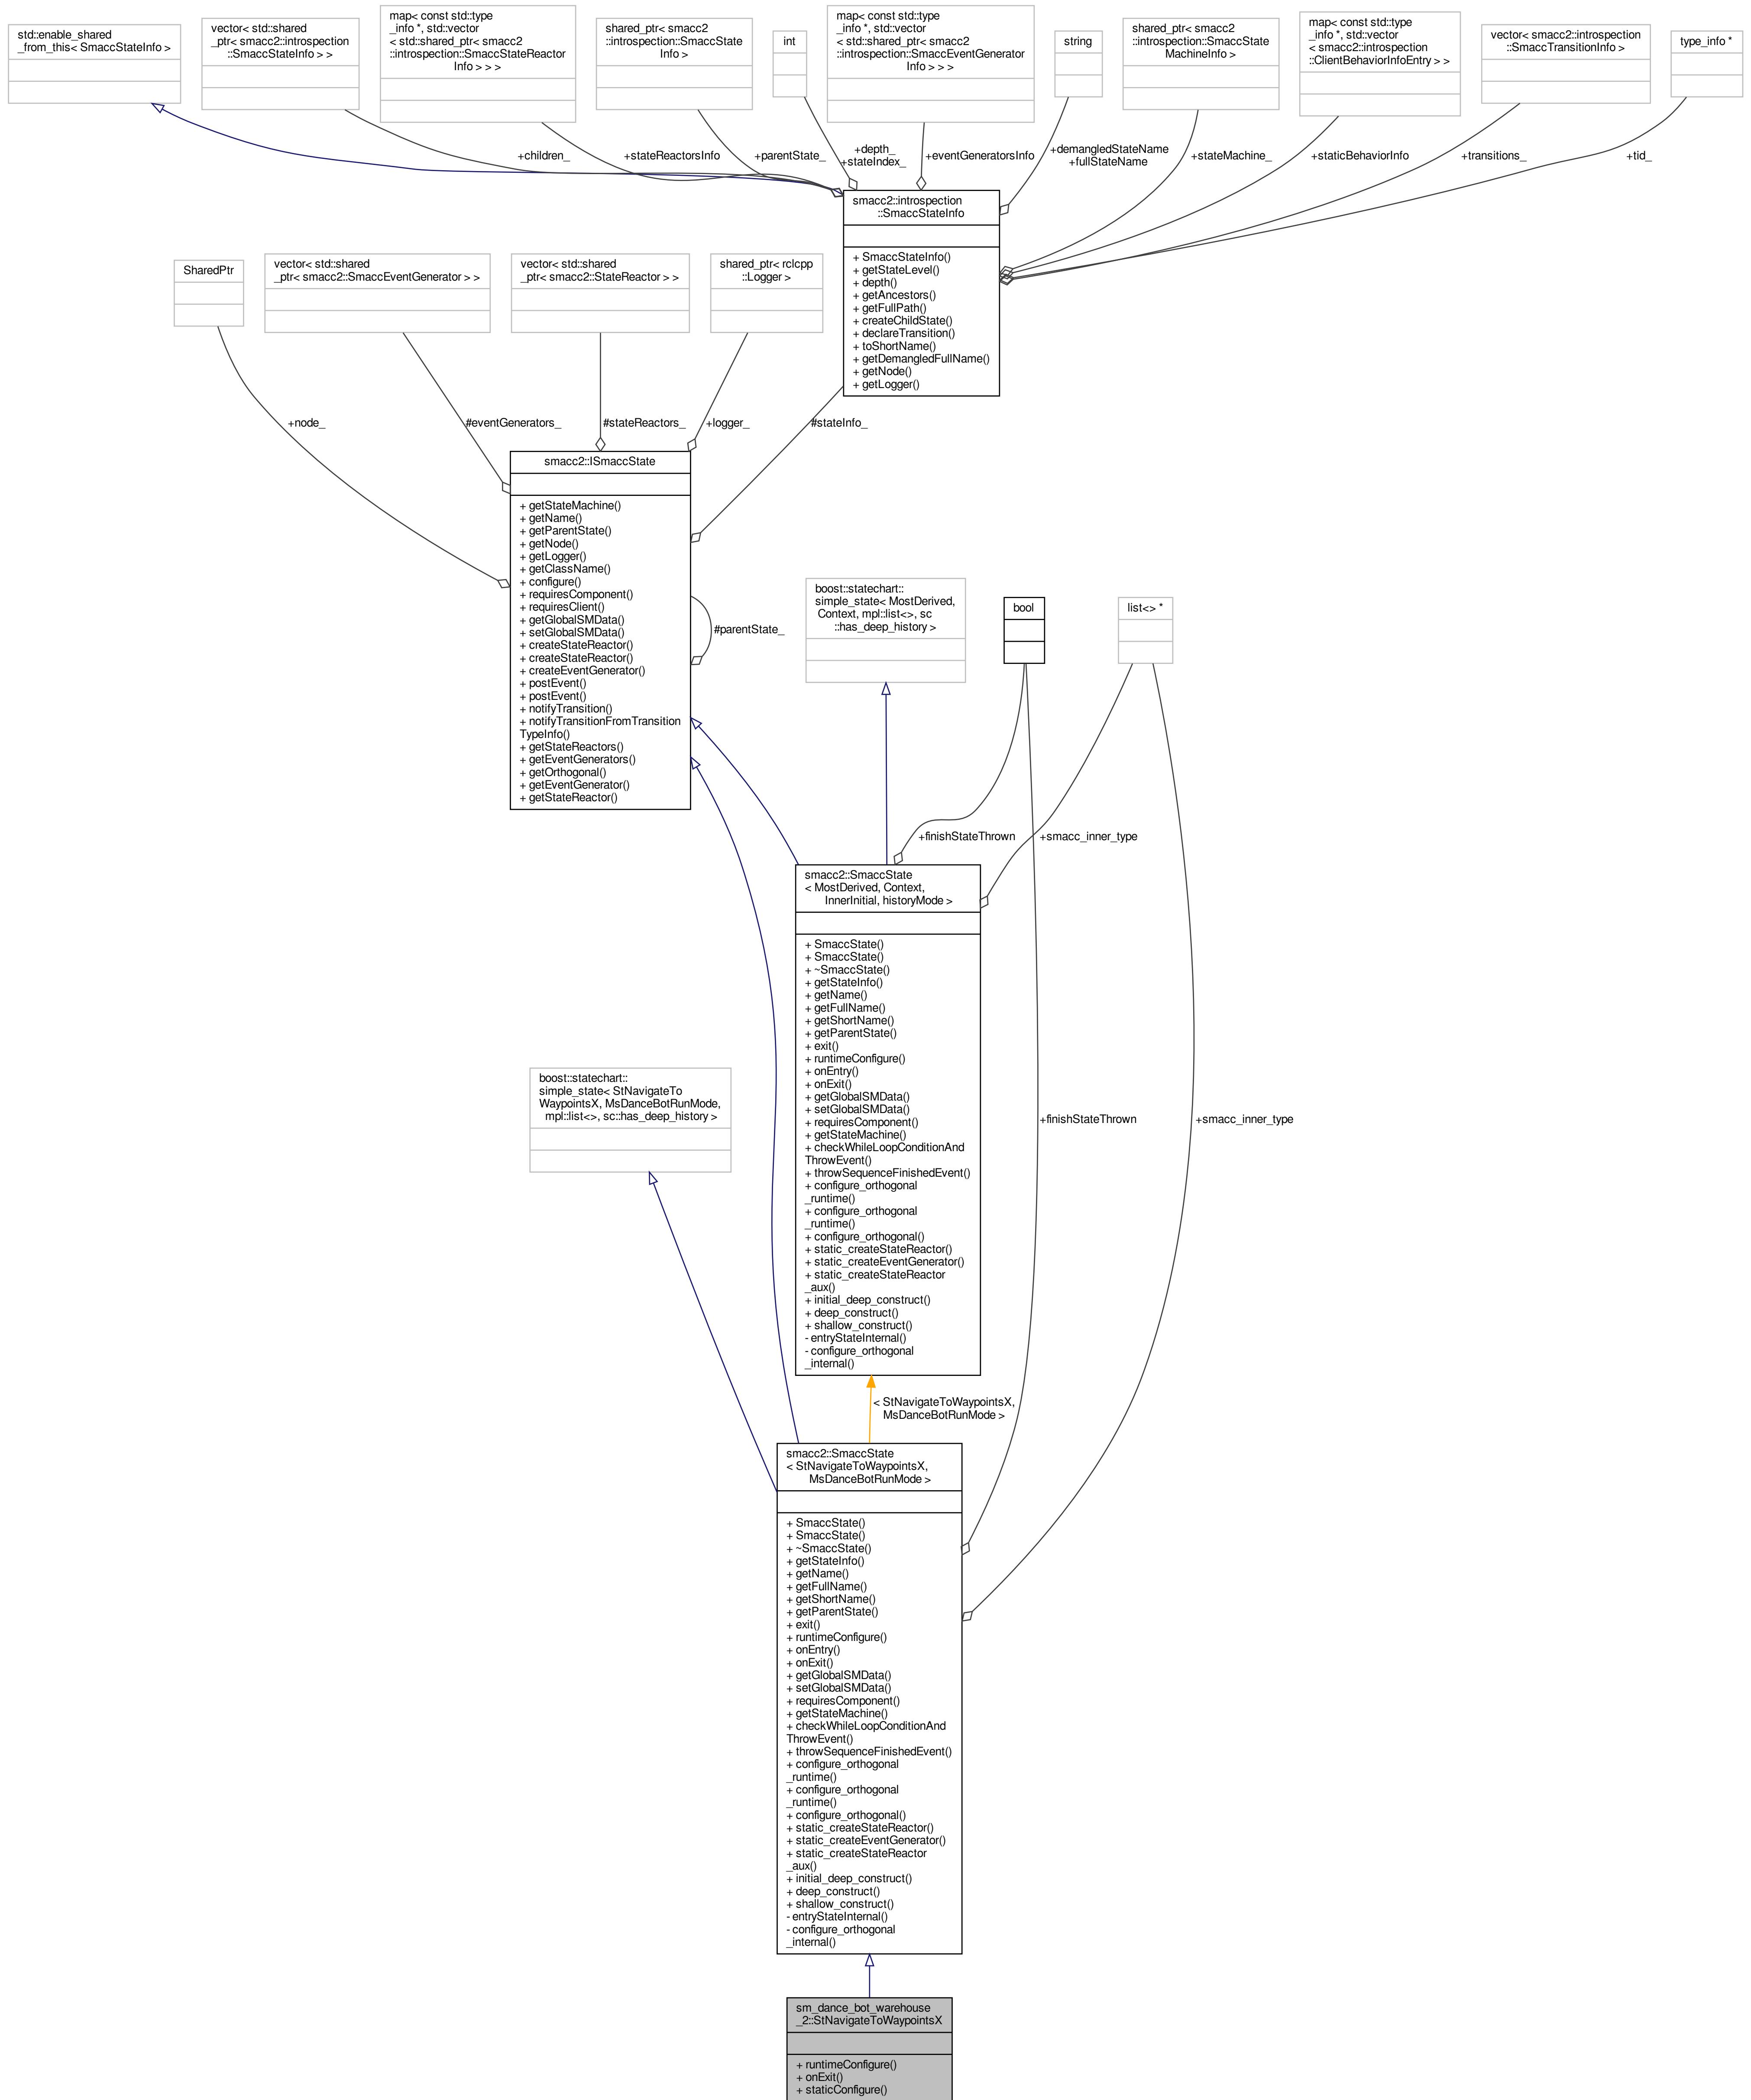 std::enable_shared
_from_this< SmaccStateInfo >
vector< std::shared
_ptr< smacc2::introspection
::SmaccStateInfo > >
map< const std::type
_info *, std::vector
< std::shared_ptr< smacc2
::introspection::SmaccStateReactor
Info > > >
shared_ptr< smacc2
::introspection::SmaccState
Info >
int
map< const std::type
_info *, std::vector
< std::shared_ptr< smacc2
::introspection::SmaccEventGenerator
Info > > >
string
shared_ptr< smacc2
::introspection::SmaccState
MachineInfo >
map< const std::type
_info *, std::vector
< smacc2::introspection
::ClientBehaviorInfoEntry > >
vector< smacc2::introspection
::SmaccTransitionInfo >
type_info *
+children_
+stateReactorsInfo
+parentState_
+depth_
+stateIndex_
+eventGeneratorsInfo
+demangledStateName
+fullStateName
+stateMachine_
+staticBehaviorInfo
+transitions_
+tid_
smacc2::introspection
::SmaccStateInfo
+ SmaccStateInfo()
+ getStateLevel()
+ depth()
+ getAncestors()
+ getFullPath()
+ createChildState()
+ declareTransition()
+ toShortName()
+ getDemangledFullName()
+ getNode()
+ getLogger()
SharedPtr
vector< std::shared
_ptr< smacc2::SmaccEventGenerator > >
vector< std::shared
_ptr< smacc2::StateReactor > >
shared_ptr< rclcpp
::Logger >
+node_
#eventGenerators_
#stateReactors_
+logger_
#stateInfo_
smacc2::ISmaccState
+ getStateMachine()
+ getName()
+ getParentState()
+ getNode()
+ getLogger()
+ getClassName()
+ configure()
+ requiresComponent()
+ requiresClient()
+ getGlobalSMData()
+ setGlobalSMData()
+ createStateReactor()
+ createStateReactor()
+ createEventGenerator()
+ postEvent()
+ postEvent()
+ notifyTransition()
+ notifyTransitionFromTransition
TypeInfo()
+ getStateReactors()
+ getEventGenerators()
+ getOrthogonal()
+ getEventGenerator()
+ getStateReactor()
#parentState_
boost::statechart::
simple_state< MostDerived,
Context, mpl::list<>, sc
::has_deep_history >
bool
list<> *
+finishStateThrown
+smacc_inner_type
smacc2::SmaccState
< MostDerived, Context,
InnerInitial, historyMode >
+ SmaccState()
+ SmaccState()
+ ~SmaccState()
+ getStateInfo()
+ getName()
+ getFullName()
+ getShortName()
+ getParentState()
+ exit()
+ runtimeConfigure()
+ onEntry()
+ onExit()
+ getGlobalSMData()
+ setGlobalSMData()
+ requiresComponent()
+ getStateMachine()
+ checkWhileLoopConditionAnd
ThrowEvent()
+ throwSequenceFinishedEvent()
+ configure_orthogonal
_runtime()
+ configure_orthogonal
_runtime()
+ configure_orthogonal()
+ static_createStateReactor()
+ static_createEventGenerator()
+ static_createStateReactor
_aux()
+ initial_deep_construct()
+ deep_construct()
+ shallow_construct()
- entryStateInternal()
- configure_orthogonal
_internal()
boost::statechart::
simple_state< StNavigateTo
WaypointsX, MsDanceBotRunMode,
mpl::list<>, sc::has_deep_history >
+finishStateThrown
+smacc_inner_type
< StNavigateToWaypointsX,
MsDanceBotRunMode >
smacc2::SmaccState
< StNavigateToWaypointsX,
MsDanceBotRunMode >
+ SmaccState()
+ SmaccState()
+ ~SmaccState()
+ getStateInfo()
+ getName()
+ getFullName()
+ getShortName()
+ getParentState()
+ exit()
+ runtimeConfigure()
+ onEntry()
+ onExit()
+ getGlobalSMData()
+ setGlobalSMData()
+ requiresComponent()
+ getStateMachine()
+ checkWhileLoopConditionAnd
ThrowEvent()
+ throwSequenceFinishedEvent()
+ configure_orthogonal
_runtime()
+ configure_orthogonal
_runtime()
+ configure_orthogonal()
+ static_createStateReactor()
+ static_createEventGenerator()
+ static_createStateReactor
_aux()
+ initial_deep_construct()
+ deep_construct()
+ shallow_construct()
- entryStateInternal()
- configure_orthogonal
_internal()
sm_dance_bot_warehouse
_2::StNavigateToWaypointsX
+ runtimeConfigure()
+ onExit()
+ staticConfigure()